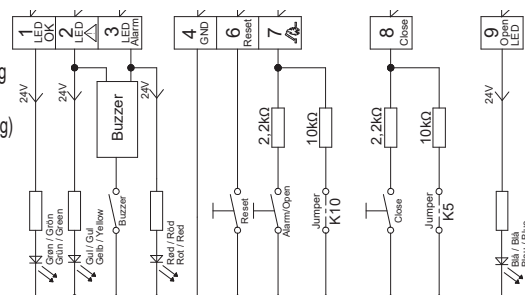 1
LED
OK
2
LED
3
LED
Alarm
4
GND
6
Reset
7
8
Close
9
Open
LED
g
g)
24V
24V
24V
24V
Buzzer
2,2kΩ
10kΩ
2,2kΩ
10kΩ
Grøn / Grön
Grün / Green
Gul / Gul
Gelb / Yellow
Buzzer
Rød / Röd
Rot / Red
Reset
Alarm/Open
Jumper
K10
Close
Jumper
K5
Blå / Blå